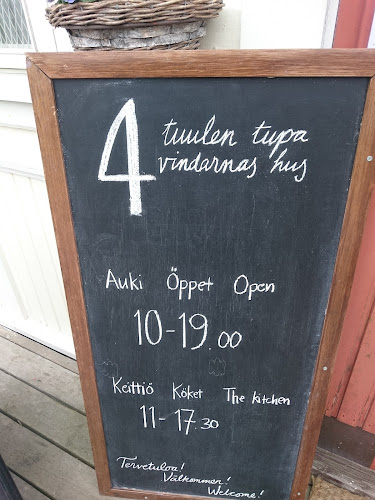 4 tuulen tupa
vindarnas hus
Auki Öppet Open
10-19.00
Keittiö Köket The kitchen
11-17.30
Tervetuloa!
Välkommen!
Welcome!